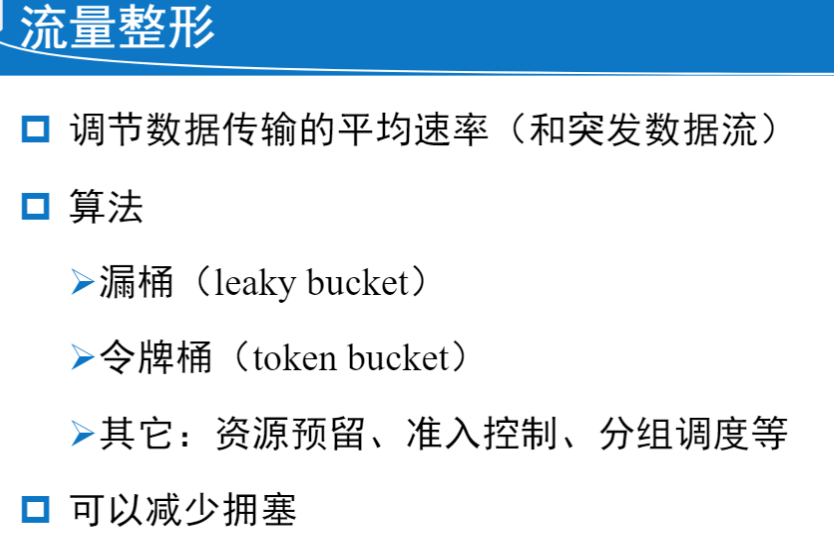 流量整形
调节数据传输的平均速率（和突发数据流）
算法
漏桶（leaky bucket）
令牌桶（token bucket）
其它：资源预留、准入控制、分组调度等
可以减少拥塞